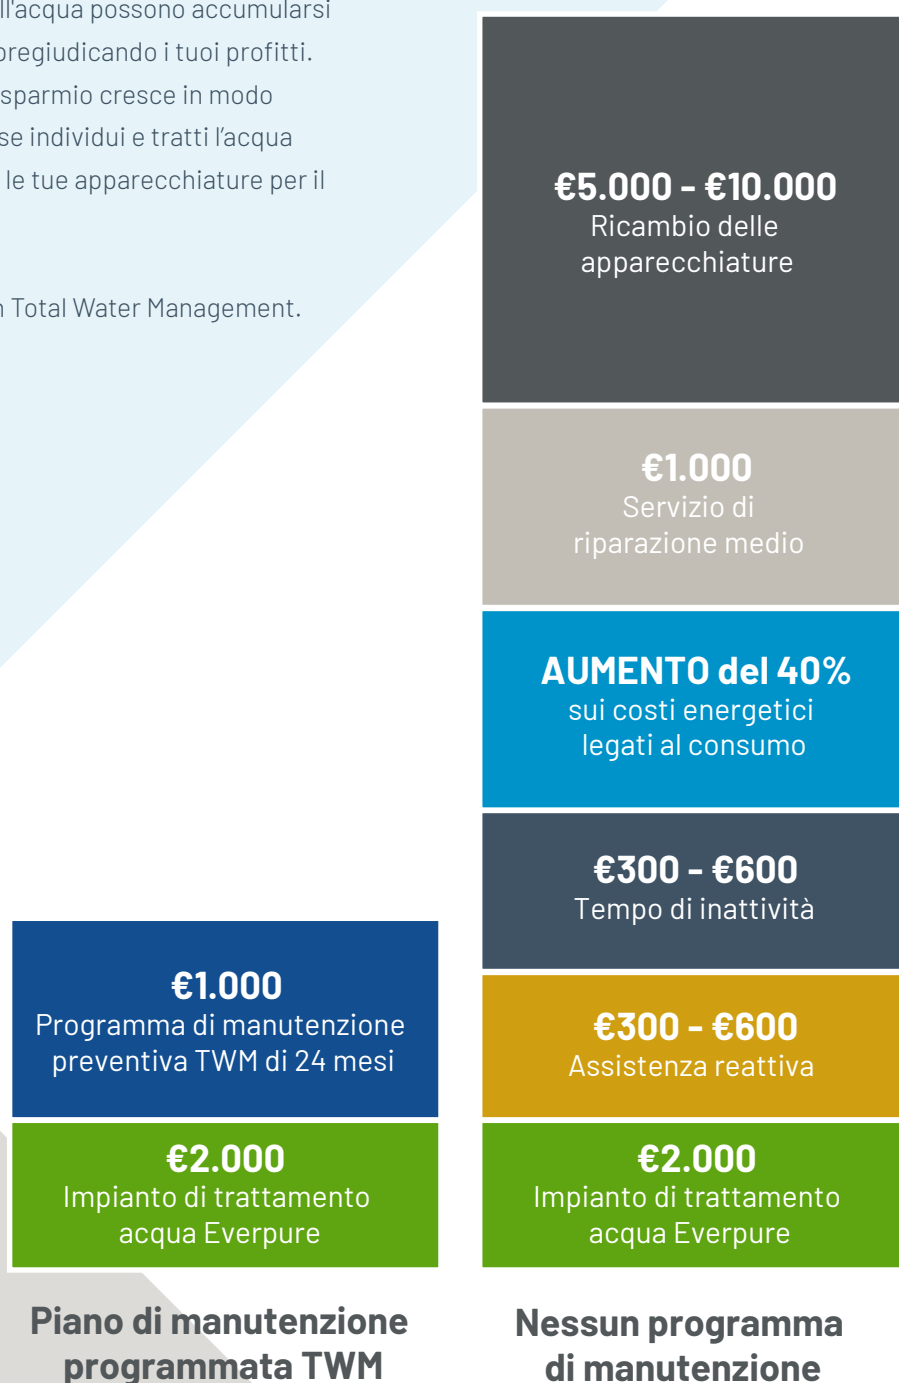 ll'acqua possono accumularsi
pregiudicando i tuoi profitti.
sparmio cresce in modo
se individui e tratti l’acqua
le tue apparecchiature per il
Total Water Management.
€5.000 - €10.000
Ricambio delle
apparecchiature
€1.000
Servizio di
riparazione medio
AUMENTO del 40%
sui costi energetici
legati al consumo
€300 - €600
Tempo di inattività
€300 - €600
Assistenza reattiva
€2.000
Impianto di trattamento
acqua Everpure
Nessun programma
di manutenzione
€1.000
Programma di manutenzione
preventiva TWM di 24 mesi
€2.000
Impianto di trattamento
acqua Everpure
Piano di manutenzione
programmata TWM